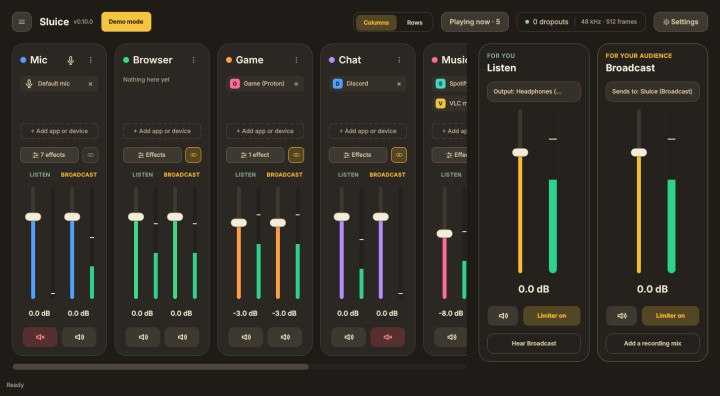 Sluice v0.10.0 Demo mode Columns Rows Playing now · 5 0 dropouts 48 kHz · 512 frames Settings
Mic
Default mic ×
+ Add app or device
7 effects
LISTEN BROADCAST
0.0 dB 0.0 dB
Browser
Nothing here yet
+ Add app or device
Effects
LISTEN BROADCAST
0.0 dB 0.0 dB
Game
G Game (Proton) ×
+ Add app or device
1 effect
LISTEN BROADCAST
-3.0 dB -3.0 dB
Chat
D Discord ×
+ Add app or device
Effects
LISTEN BROADCAST
0.0 dB 0.0 dB
Music
S Spotif
V VLC m
+ Add
Effe
LISTEN
-8.0 dB
FOR YOU
Listen
Output: Headphones (...
0.0 dB
Limiter on
Hear Broadcast
FOR YOUR AUDIENCE
Broadcast
Sends to: Sluice (Broadcast)
0.0 dB
Limiter on
Add a recording mix
Ready